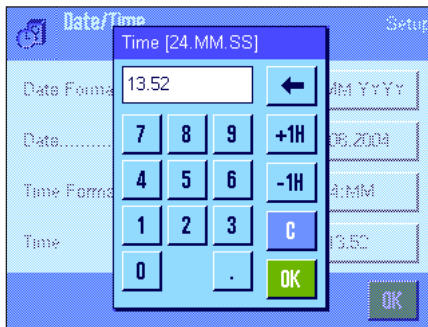 Date/Time
Setup
Time [24.MM.SS]
13.52
Date Forma
MM YYYY
7 8 9 +1H
Date..........
08.2004
4 5 6 -1H
Time Forma
4:MM
1 2 3 C
Time
13.52
0 . OK
OK